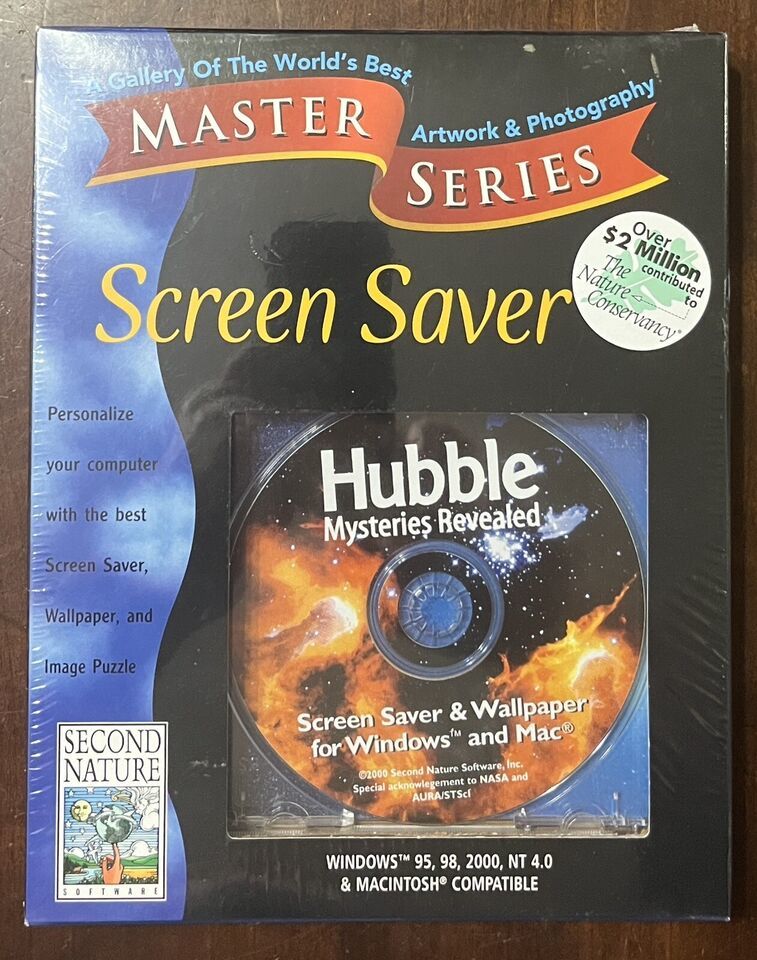 A Gallery Of The World's Best
MASTER
Artwork & Photography
SERIES
Over
$2 Million
contributed
to
The
Nature
Conservancy®
Screen Saver
Personalize
your computer
with the best
Screen Saver,
Wallpaper, and
Image Puzzle
Hubble
Mysteries Revealed
Screen Saver & Wallpaper
for Windows™ and Mac®
©2000 Second Nature Software, Inc.
Special acknowlegement to NASA and
AURA/STScI
SECOND
NATURE
SOFTWARE
WINDOWS™ 95, 98, 2000, NT 4.0
& MACINTOSH® COMPATIBLE